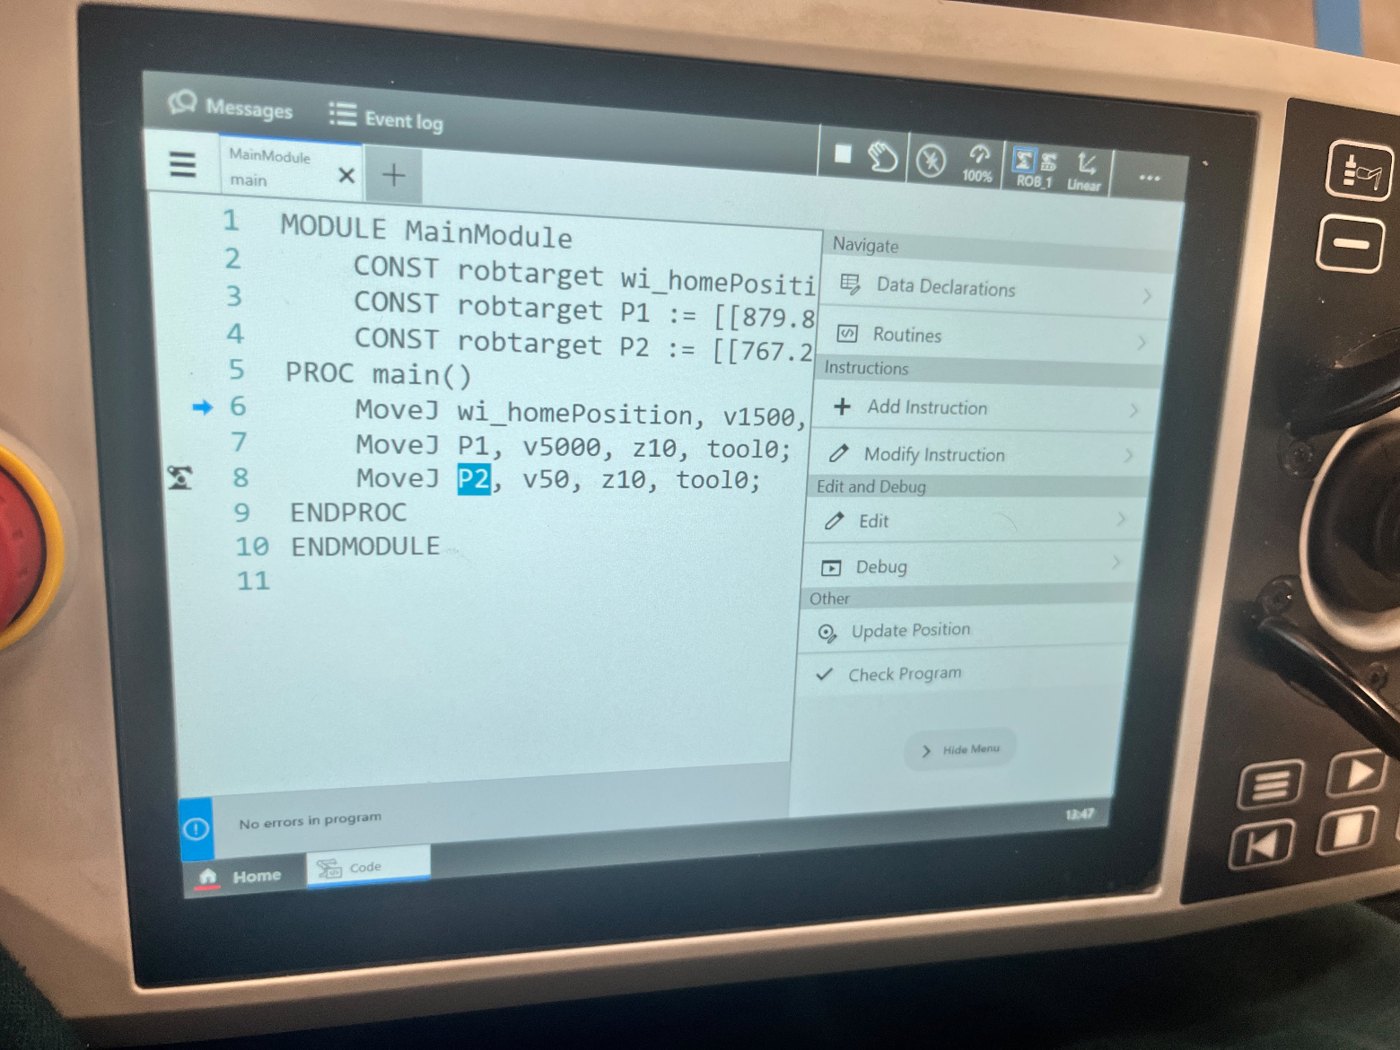 Messages
Event log
MainModule
main
100%
ROB_1
Linear
1 MODULE MainModule
2 CONST robtarget wi_homePositi
3 CONST robtarget P1 := [[879.8
4 CONST robtarget P2 := [[767.2
5 PROC main()
6 MoveJ wi_homePosition, v1500,
7 MoveJ P1, v5000, z10, tool0;
8 MoveJ P2, v50, z10, tool0;
9 ENDPROC
10 ENDMODULE
11
Navigate
Data Declarations
Routines
Instructions
Add Instruction
Modify Instruction
Edit and Debug
Edit
Debug
Other
Update Position
Check Program
Hide Menu
No errors in program
13:47
Home
Code